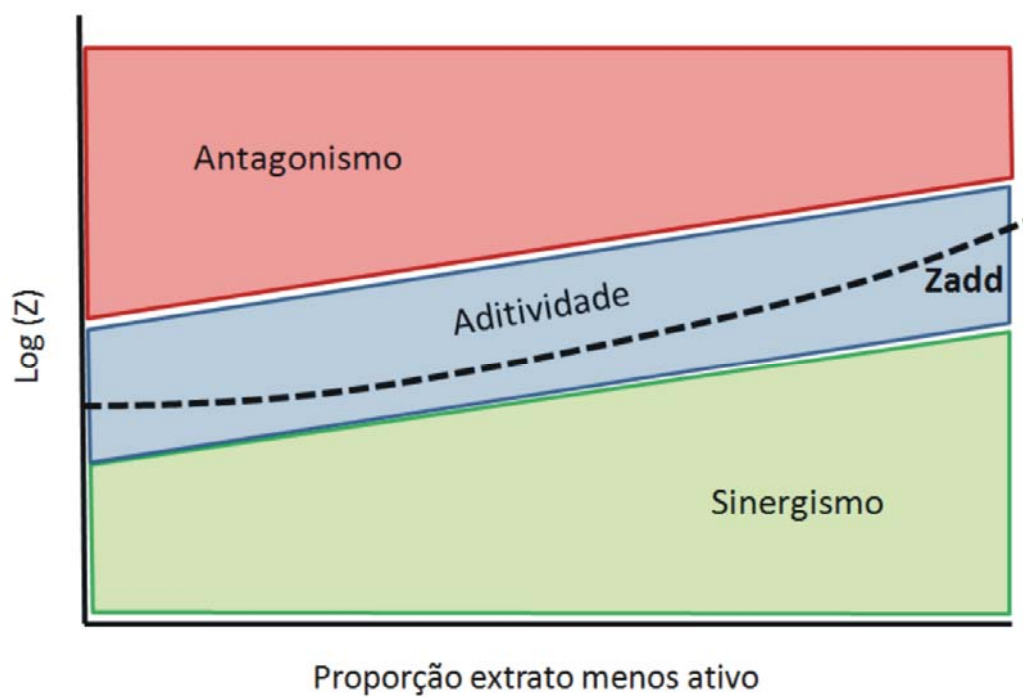 Antagonismo
Aditividade
Zadd
Log (Z)
Sinergismo
Proporção extrato menos ativo